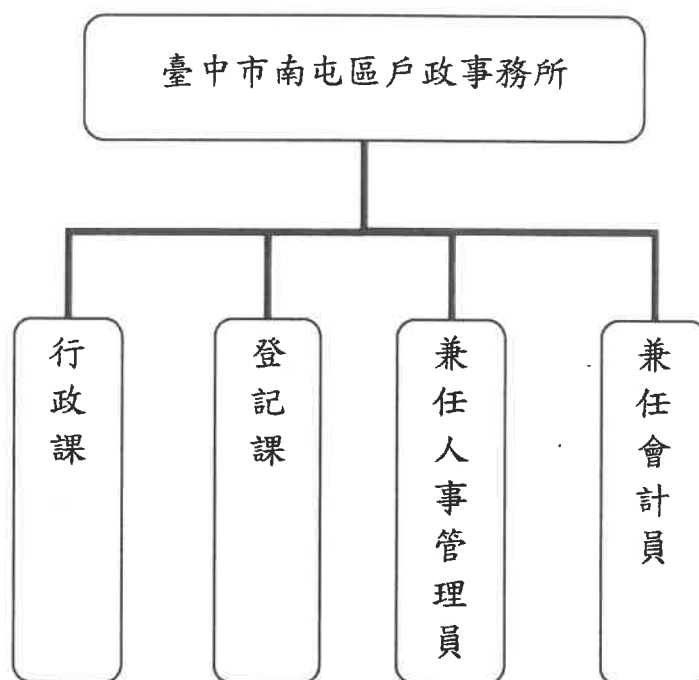 臺中市南屯區戶政事務所
行政課
登記課
兼任人事管理員
兼任會計員